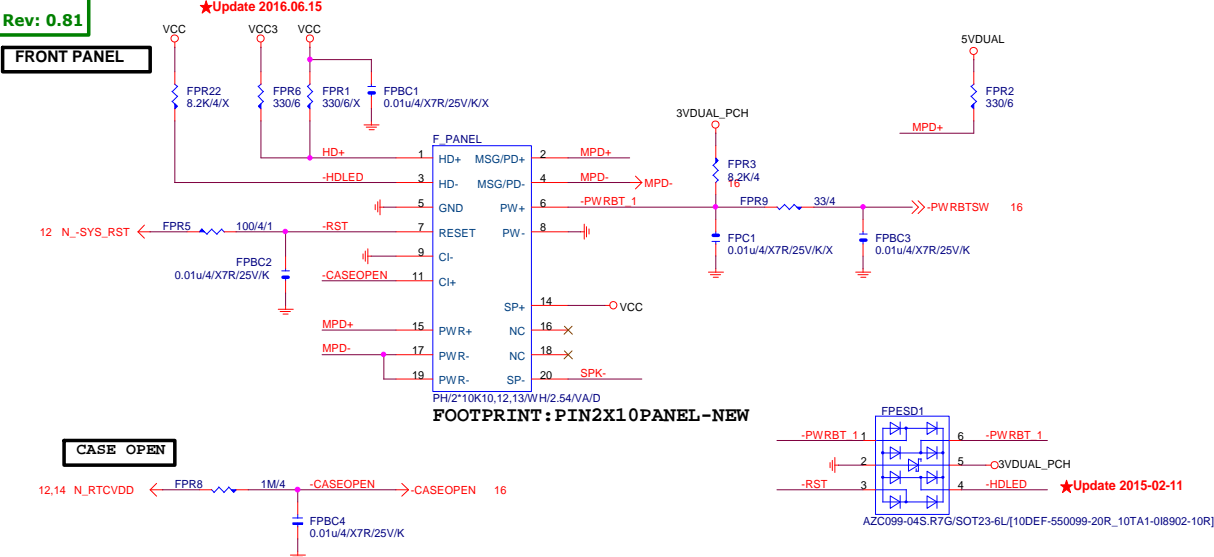 Rev: 0.81
★Update 2016.06.15
FRONT PANEL
VCC
VCC3
VCC
5VDUAL
FPR22
8.2K/4/X
FPR6
330/6
FPR1
330/6/X
FPBC1
0.01u/4/X7R/25V/K/X
FPR2
330/6
MPD+
3VDUAL_PCH
FPR3
8.2K/4
F_PANEL
HD+ 1 HD+ MSG/PD+ 2 MPD+
-HDLED 3 HD- MSG/PD- 4 MPD- MPD- 16
5 GND PW+ 6 -PWRBT_1 FPR9 33/4 -PWRBTSW 16
12 N_-SYS_RST FPR5 100/4/1 -RST 7 RESET PW- 8
9 CI-
-CASEOPEN 11 CI+
FPC1
0.01u/4/X7R/25V/K/X
FPBC3
0.01u/4/X7R/25V/K
FPBC2
0.01u/4/X7R/25V/K
SP+ 14 VCC
MPD+ 15 PWR+ NC 16
MPD- 17 PWR- NC 18
19 PWR- SP- 20 SPK-
PH/2*10K10,12,13/WH/2.54/VA/D
FOOTPRINT:PIN2X10PANEL-NEW
CASE OPEN
12,14 N_RTCVDD FPR8 1M/4 -CASEOPEN -CASEOPEN 16
FPBC4
0.01u/4/X7R/25V/K
FPESD1
-PWRBT_1 1 6 -PWRBT_1
2 5 3VDUAL_PCH
-RST 3 4 -HDLED ★Update 2015-02-11
AZC099-04S.R7G/SOT23-6L/[10DEF-550099-20R_10TA1-0I8902-10R]